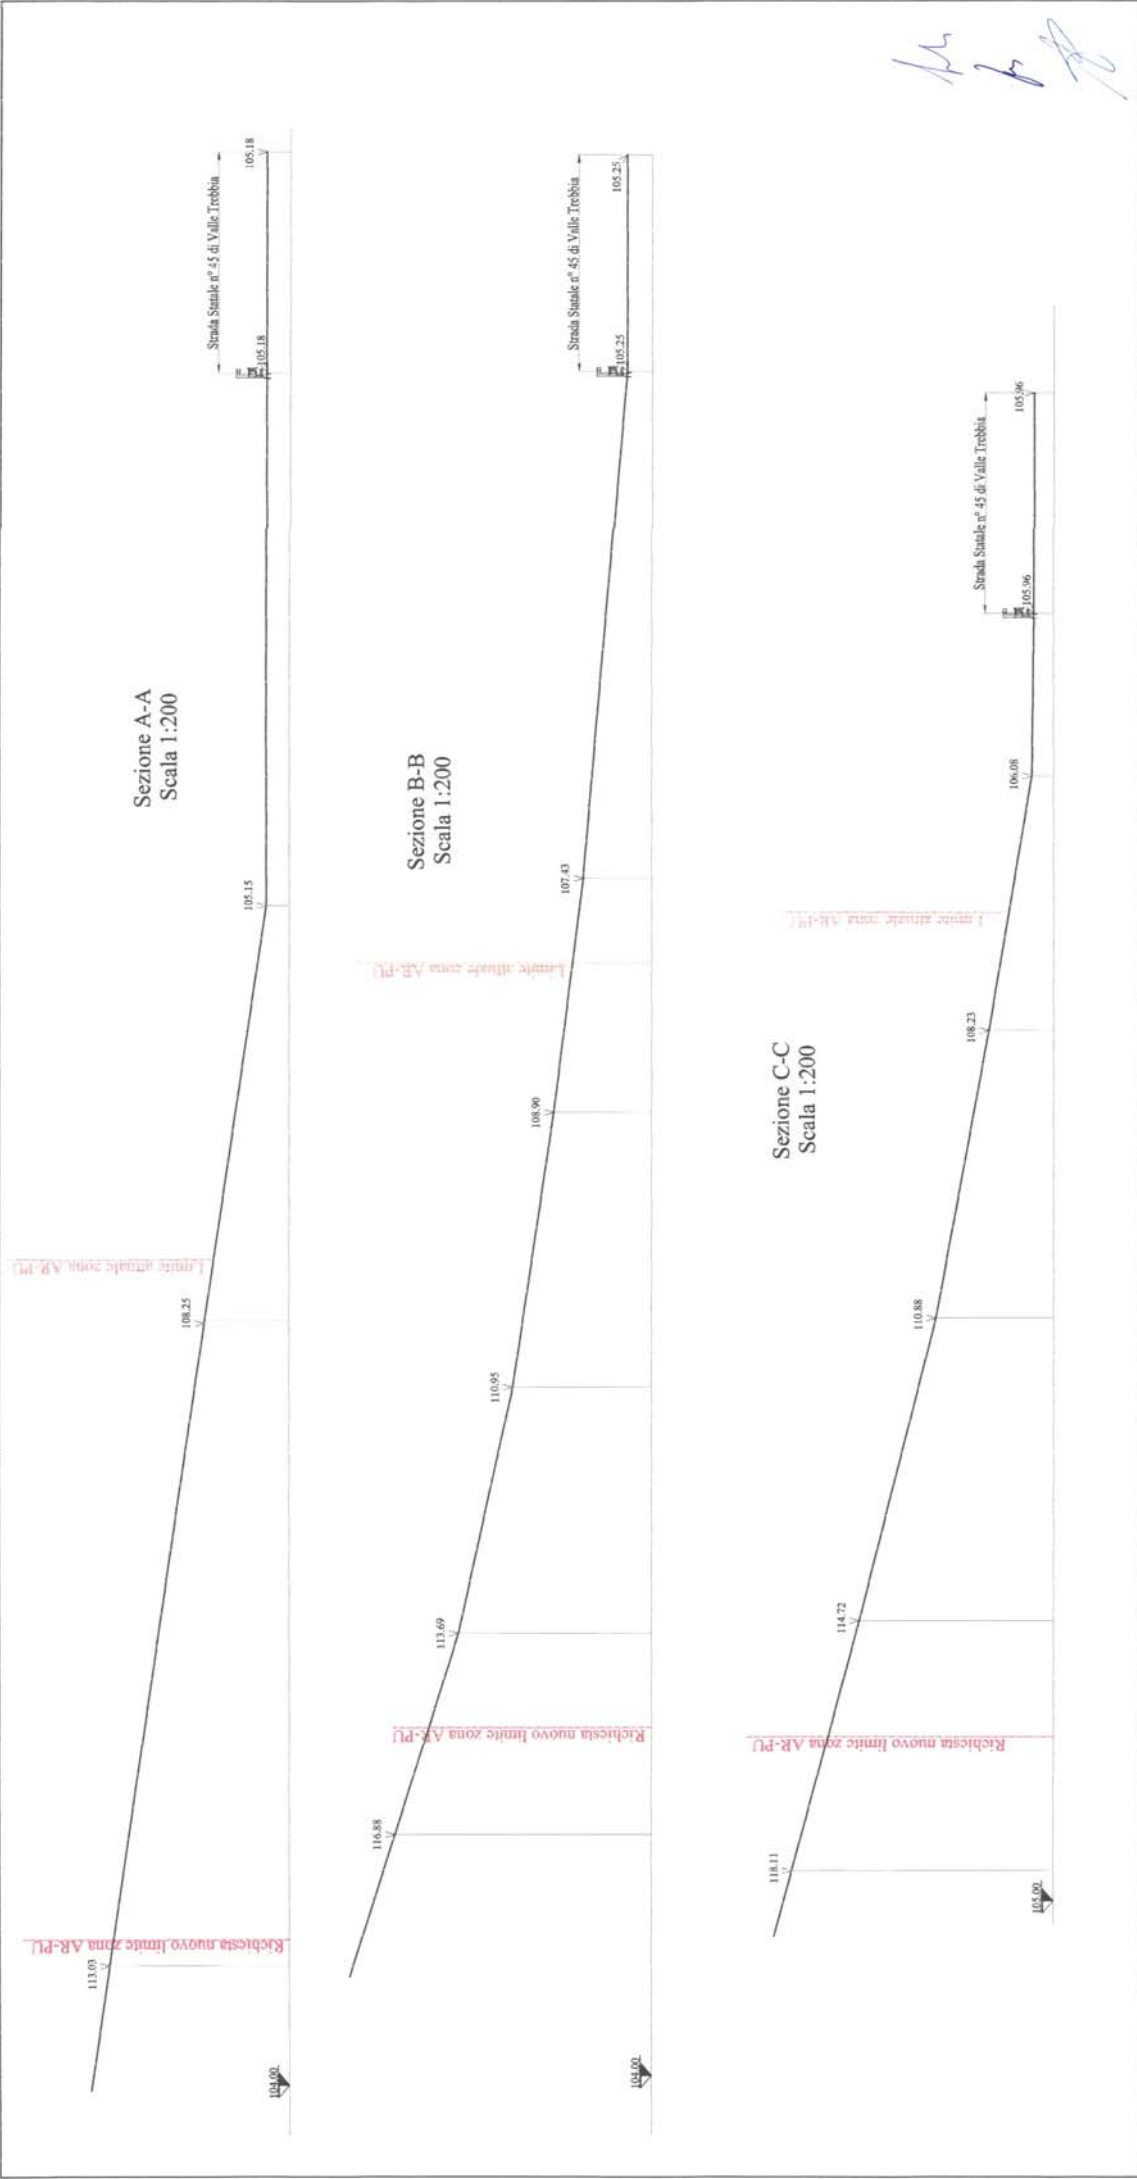 Sezione A-A
Scala 1:200
Strada Statale n° 45 di Valle Trebbia
104.00
113.03
Richiesta nuovo limite zona AR-PU
108.25
Limite attuale zona AR-PU
105.15
105.18
105.18
Sezione B-B
Scala 1:200
Strada Statale n° 45 di Valle Trebbia
104.00
116.88
Richiesta nuovo limite zona AR-PU
113.69
110.95
108.90
Limite attuale zona AR-PU
107.43
105.25
105.25
Sezione C-C
Scala 1:200
Strada Statale n° 45 di Valle Trebbia
105.00
118.11
Richiesta nuovo limite zona AR-PU
114.72
110.88
108.23
Limite attuale zona AR-PU
106.08
105.96
105.96